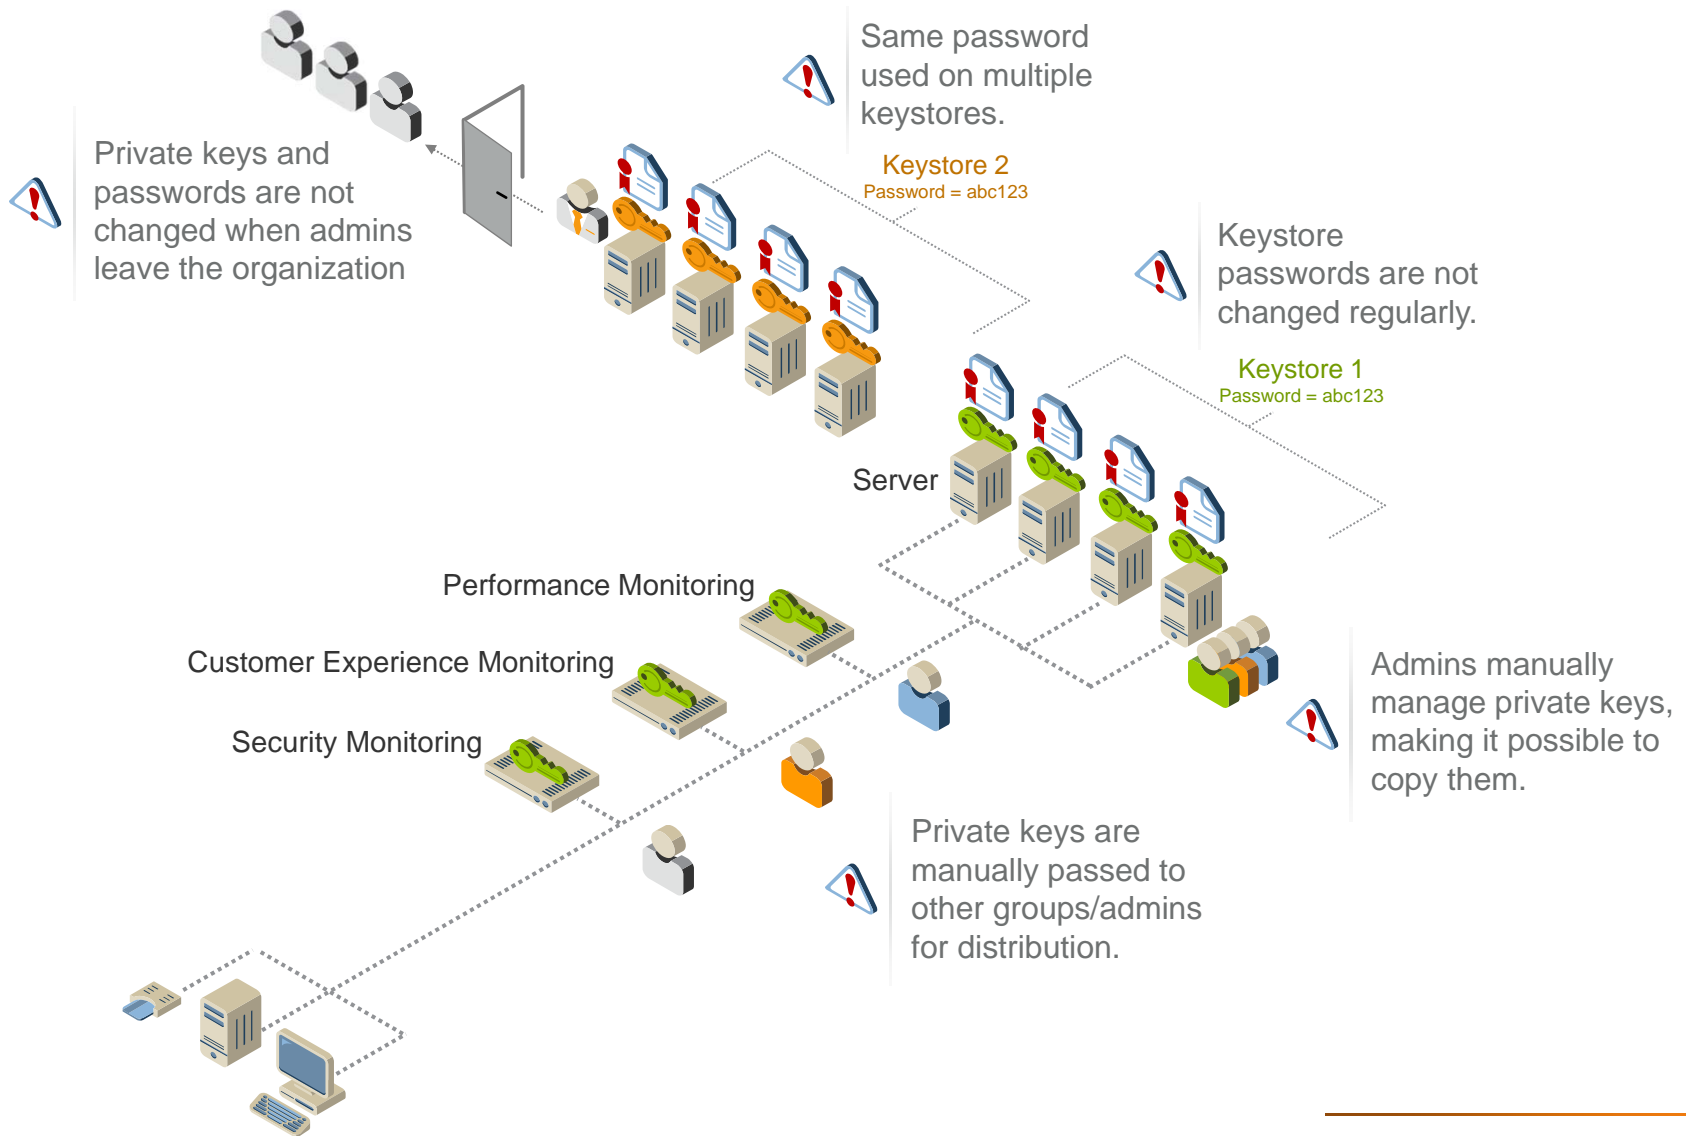 Same password
used on multiple
keystores.
Keystore 2
Password = abc123
Private keys and
passwords are not
changed when admins
leave the organization
Keystore
passwords are not
changed regularly.
Keystore 1
Password = abc123
Server
Performance Monitoring
Customer Experience Monitoring
Security Monitoring
Admins manually
manage private keys,
making it possible to
copy them.
Private keys are
manually passed to
other groups/admins
for distribution.